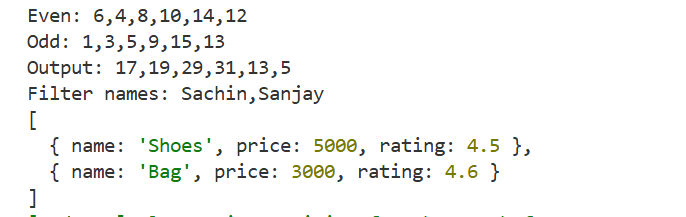 Even: 6,4,8,10,14,12
Odd: 1,3,5,9,15,13
Output: 17,19,29,31,13,5
Filter names: Sachin,Sanjay
[
  { name: 'Shoes', price: 5000, rating: 4.5 },
  { name: 'Bag', price: 3000, rating: 4.6 }
]